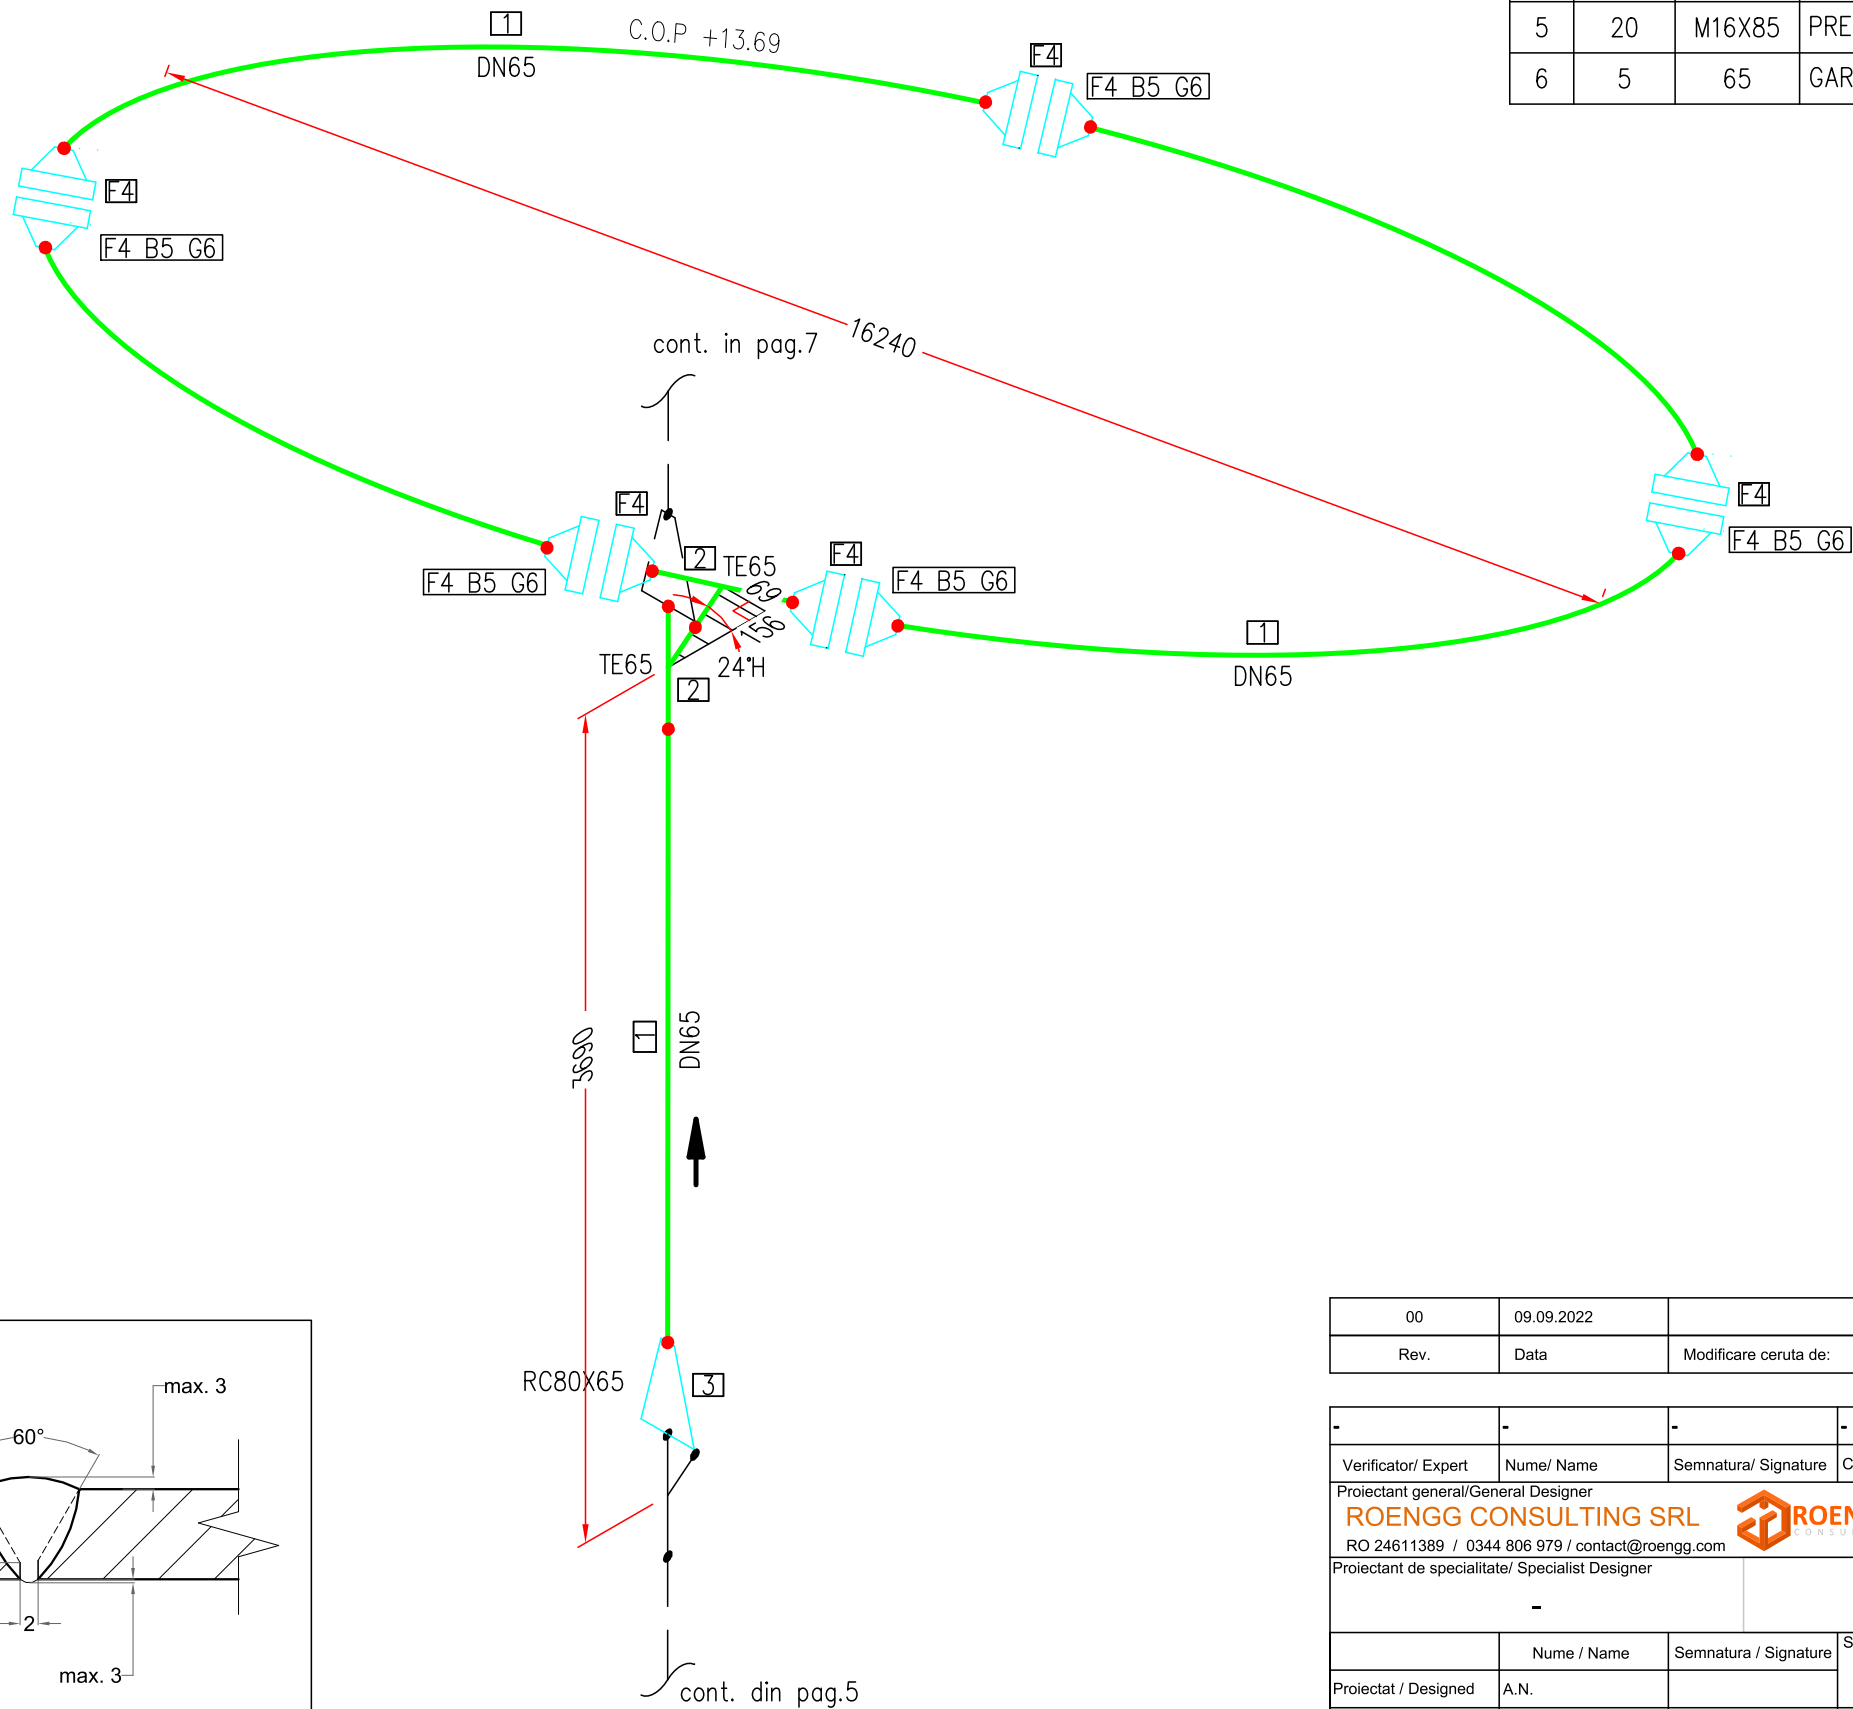 1
C.O.P +13.69
DN65
F4
F4 B5 G6
5 20 M16X85
6 5 65
F4
F4 B5 G6
16240
cont. in pag.7
F4
F4 B5 G6
F4
2
TE65
F4
F4 B5 G6
F4 B5 G6
69
156
1
DN65
TE65
24°H
2
3690
1
DN65
RC80X65
3
cont. din pag.5
max. 3
60°
2
max. 3
00 09.09.2022
Rev. Data Modificare ceruta de:
- - - -
Verificator/ Expert Nume/ Name Semnatura/ Signature
Proiectant general/General Designer
ROENGG CONSULTING SRL
RO 24611389 / 0344 806 979 / contact@roengg.com
Proiectant de specialitate/ Specialist Designer
-
Nume / Name Semnatura / Signature
Proiectat / Designed A.N.